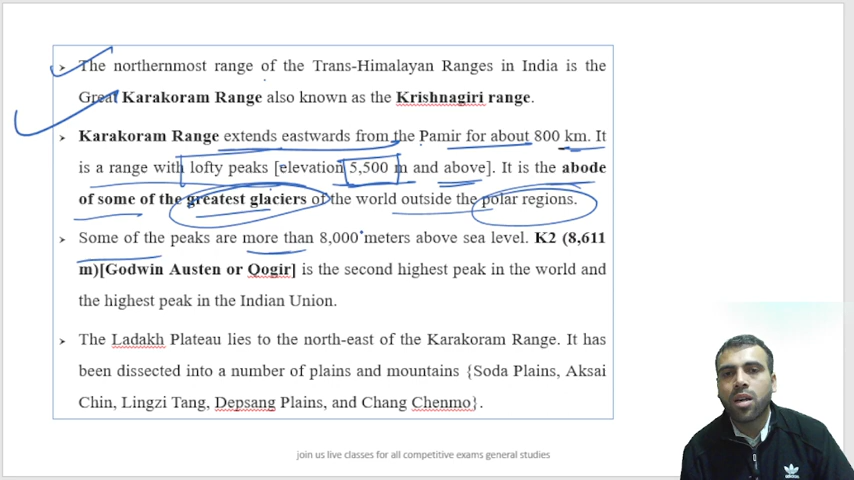 The northernmost range of the Trans-Himalayan Ranges in India is the
Great Karakoram Range also known as the Krishnagiri range.
Karakoram Range extends eastwards from the Pamir for about 800 km. It
is a range with lofty peaks [elevation 5,500 m and above]. It is the abode
of some of the greatest glaciers of the world outside the polar regions.
Some of the peaks are more than 8,000 meters above sea level. K2 (8,611
m)[Godwin Austen or Qogir] is the second highest peak in the world and
the highest peak in the Indian Union.
The Ladakh Plateau lies to the north-east of the Karakoram Range. It has
been dissected into a number of plains and mountains {Soda Plains, Aksai
Chin, Lingzi Tang, Depsang Plains, and Chang Chenmo}.
join us live classes for all competitive exams general studies